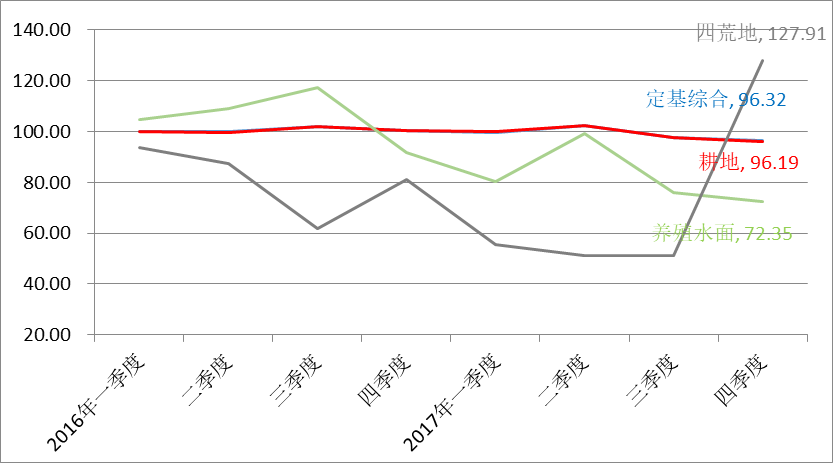 140.00
120.00
100.00
80.00
60.00
40.00
20.00
四荒地, 127.91
定基综合, 96.32
耕地, 96.19
养殖水面, 72.35
2016年一季度
二季度
三季度
四季度
2017年一季度
二季度
三季度
四季度